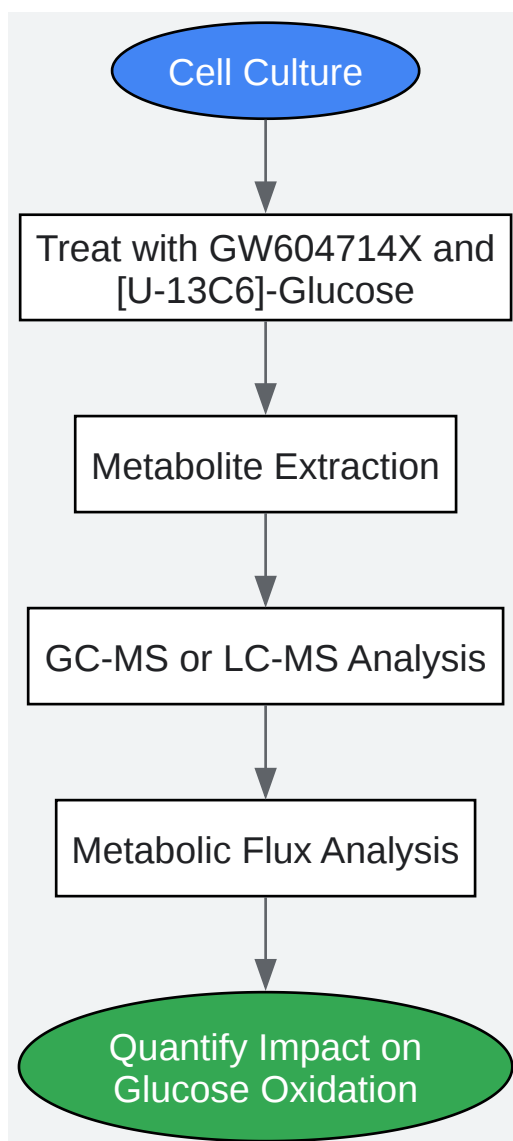 Cell Culture
Treat with GW604714X and
[U-13C6]-Glucose
Metabolite Extraction
GC-MS or LC-MS Analysis
Metabolic Flux Analysis
Quantify Impact on
Glucose Oxidation